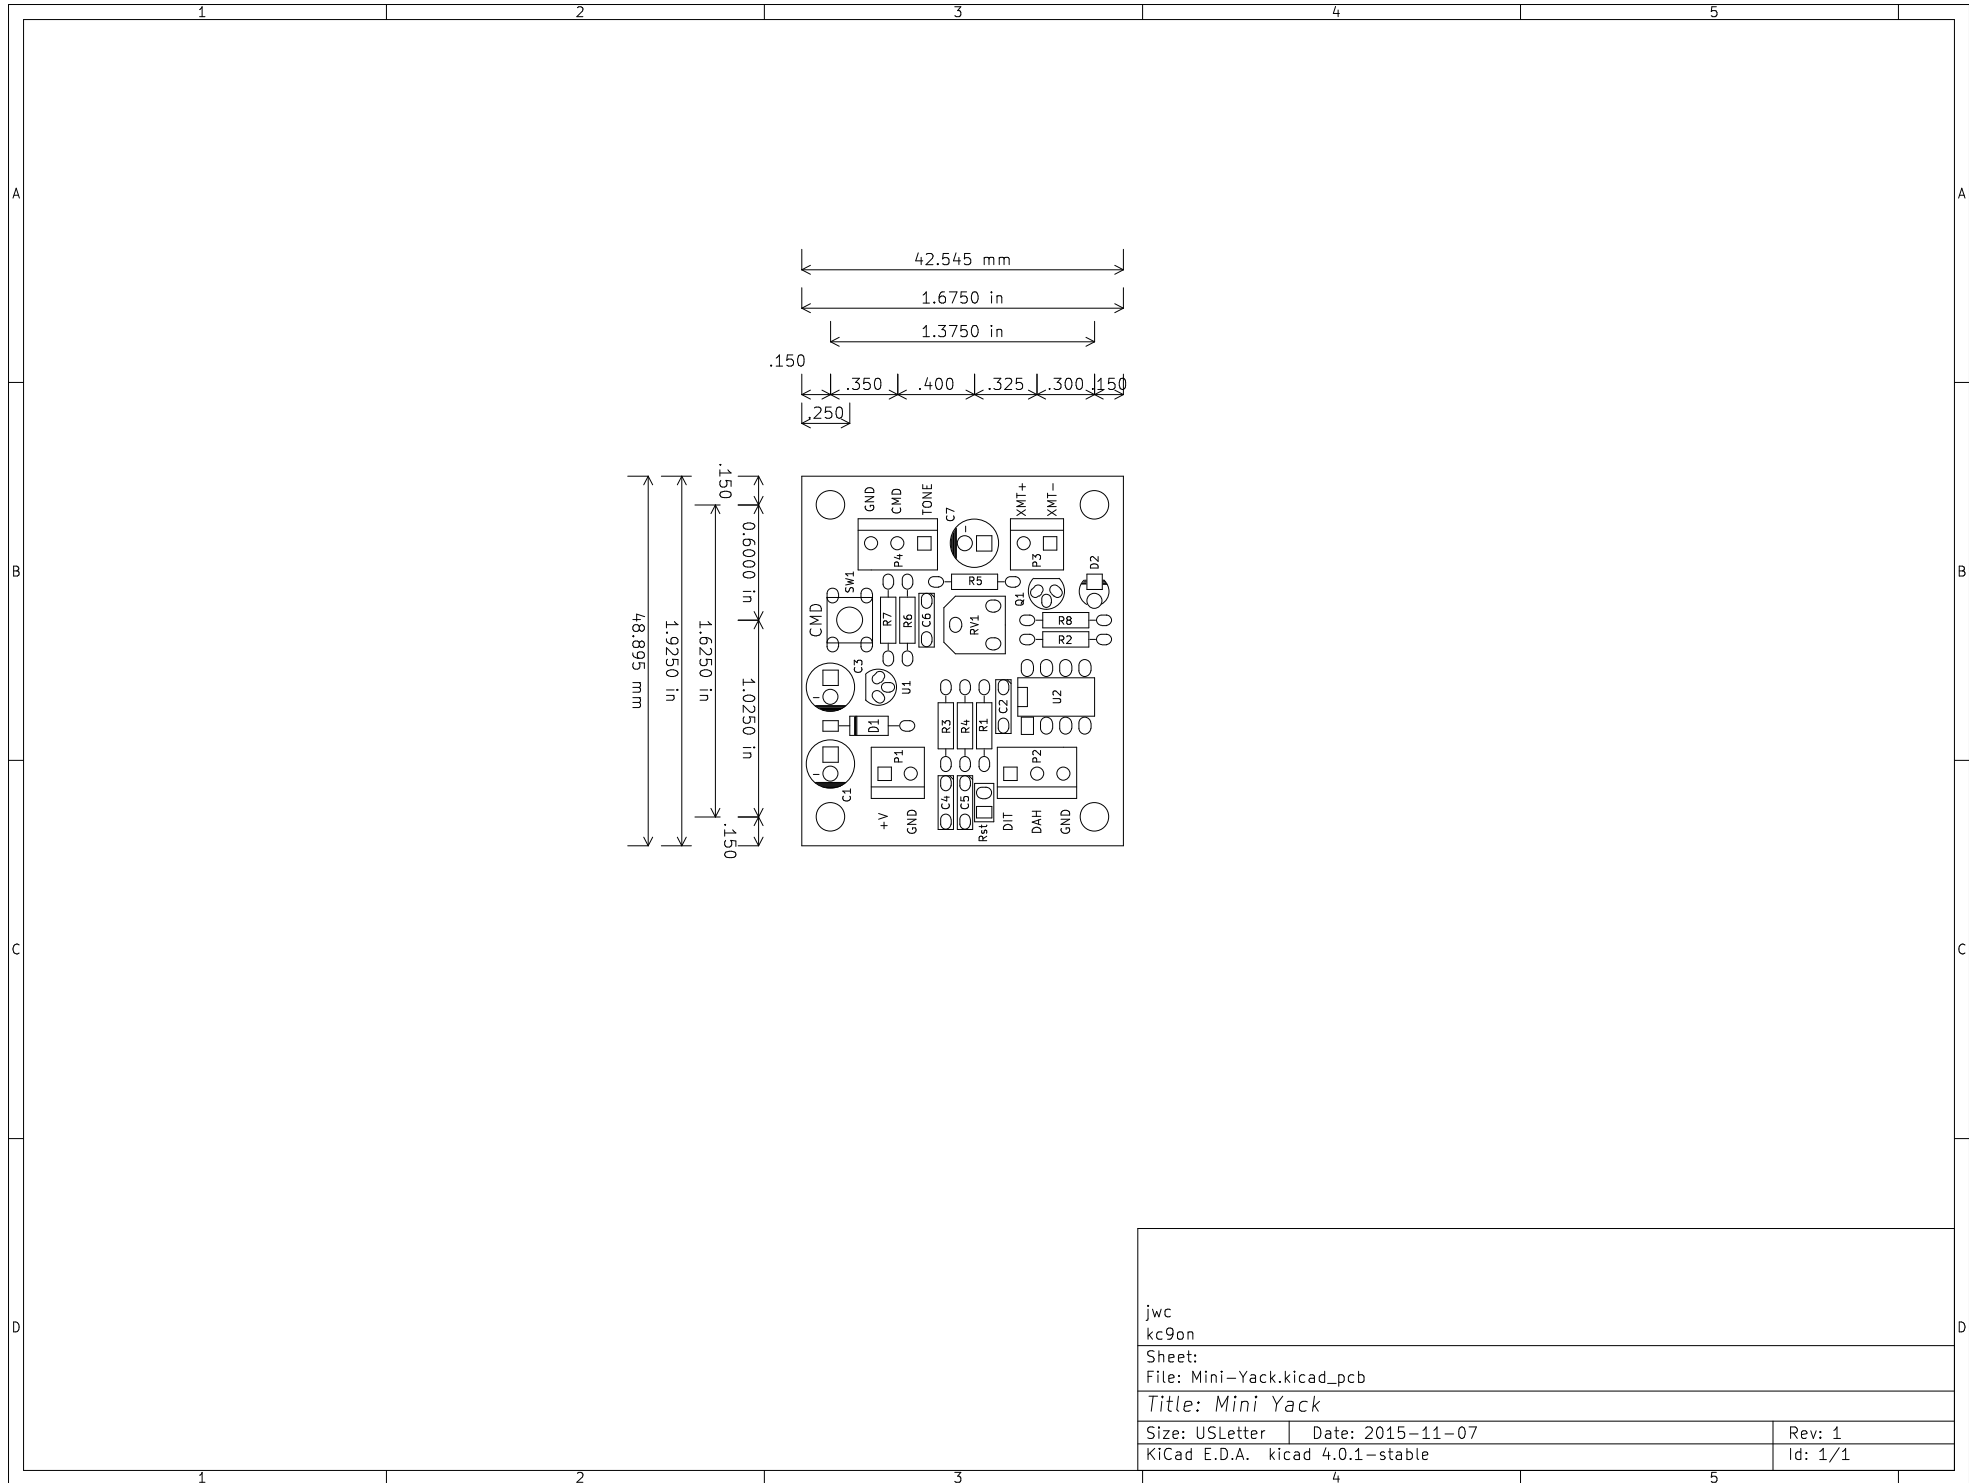 1 2 3 4 5
A A
42.545 mm
1.6750 in
1.3750 in
.150
.350 .400 .325 .300 .150
.250
.150
0.6000 in
1.0250 in
.150
1.6250 in
1.9250 in
48.895 mm
GND CMD TONE
C7
XMT+ XMT-
P4
P3
D2
B B
SW1
R5
Q1
CMD
R7 R6 C6
RV1
R8
R2
C3
U1
U2
C2
D1
R3 R4 R1
P1
P2
C1
C4 C5
+V GND
Rst
DIT DAH GND
- - -
C C
D D
jwc
kc9on
Sheet:
File: Mini-Yack.kicad_pcb
Title: Mini Yack
Size: USLetter Date: 2015-11-07 Rev: 1
KiCad E.D.A. kicad 4.0.1-stable Id: 1/1
1 2 3 4 5